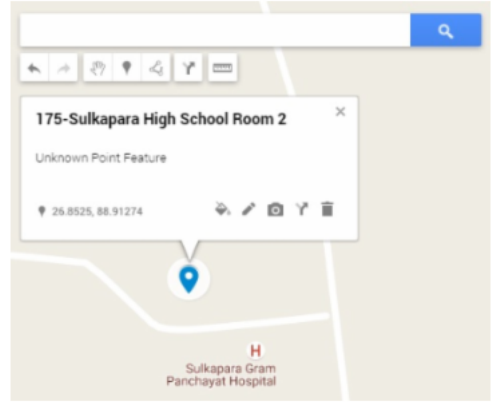 175-Sulkapara High School Room 2
Unknown Point Feature
26.8525, 88.91274
H
Sulkapara Gram
Panchayat Hospital